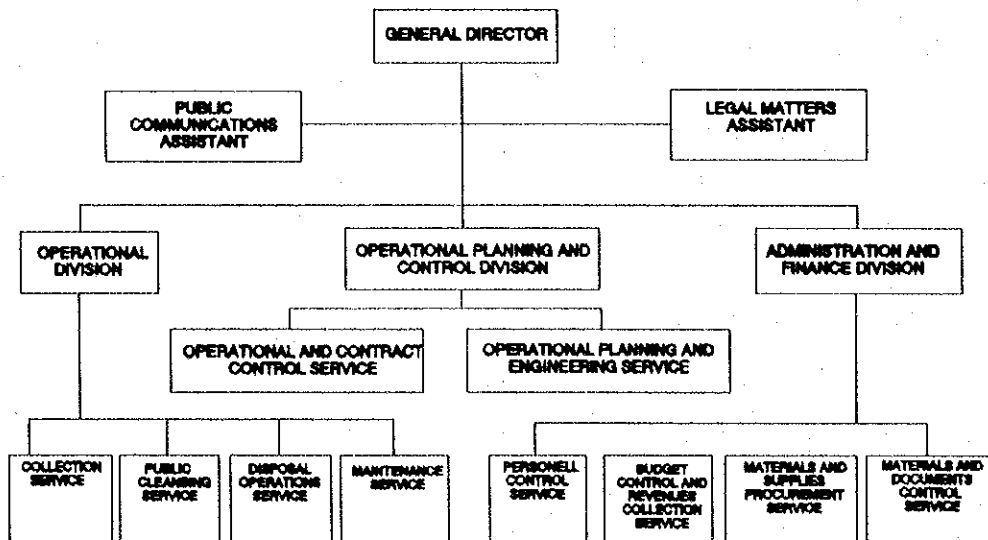 GENERAL DIRECTOR
PUBLIC
COMMUNICATIONS
ASSISTANT
LEGAL MATTERS
ASSISTANT
OPERATIONAL
DIVISION
OPERATIONAL PLANNING AND
CONTROL DIVISION
ADMINISTRATION AND
FINANCE DIVISION
OPERATIONAL AND CONTRACT
CONTROL SERVICE
OPERATIONAL PLANNING AND
ENGINEERING SERVICE
COLLECTION
SERVICE
PUBLIC
CLEANSING
SERVICE
DISPOSAL
OPERATIONS
SERVICE
MAINTENANCE
SERVICE
PERSONELL
CONTROL
SERVICE
BUDGET
CONTROL AND
REVENUES
COLLECTION
SERVICE
MATERIALS AND
SUPPLIES
PROCUREMENT
SERVICE
MATERIALS AND
DOCUMENTS
CONTROL
SERVICE